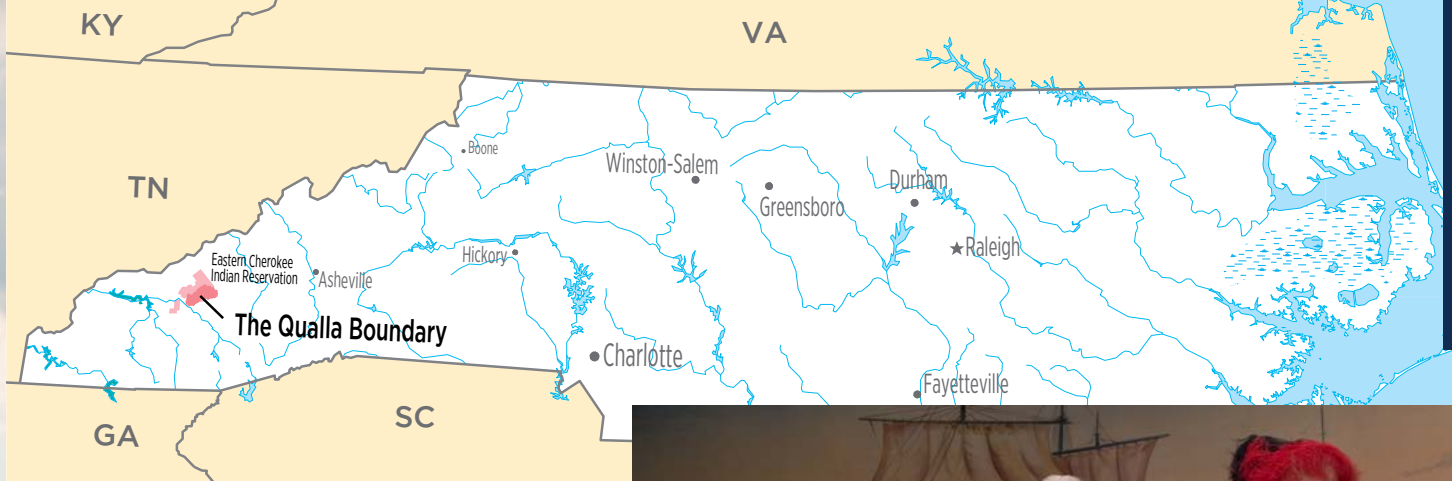 KY
VA
Boone
Winston-Salem
TN
Durham
Greensboro
Raleigh
Hickory
Eastern Cherokee
Indian Reservation
Asheville
The Qualla Boundary
Charlotte
Fayetteville
SC
GA